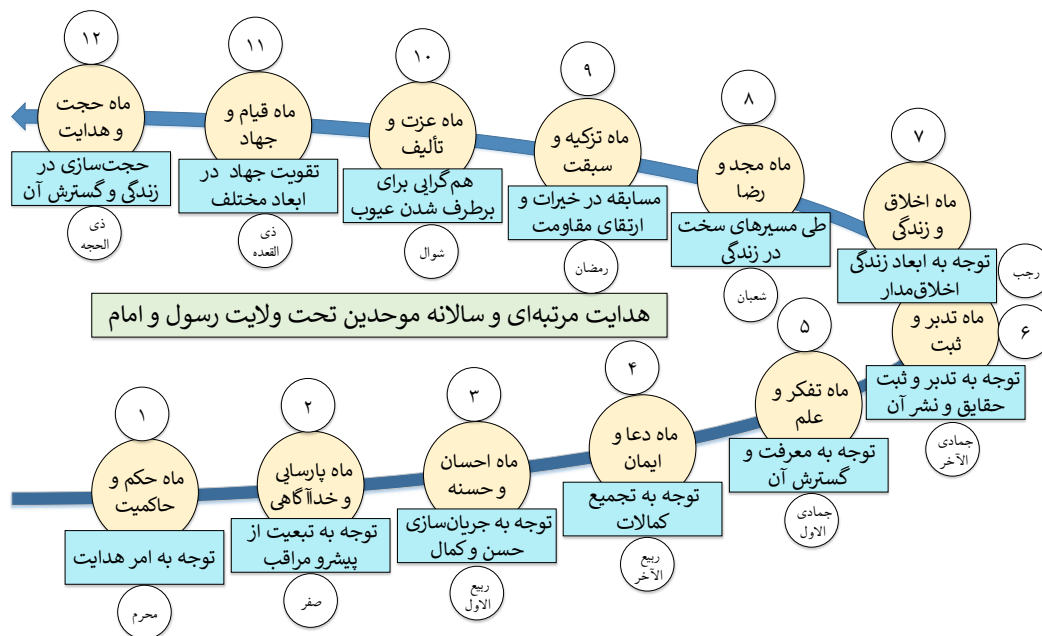 ۱۲
ماه حجت
و هدایت
حجت‌سازی در
زندگی و گسترش آن
ذی
الحجه
۱۱
ماه قیام و
جهاد
تقویت جهاد در
ابعاد مختلف
ذی
القعده
۱۰
ماه عزت و
تألیف
هم‌گرایی برای
برطرف شدن عیوب
شوال
۹
ماه تزکیه و
سبقت
مسابقه در خیرات و
ارتقای مقاومت
رمضان
۸
ماه مجد و
رضا
طی مسیرهای سخت
در زندگی
شعبان
۷
ماه اخلاق
و زندگی
توجه به ابعاد زندگی
اخلاق‌مدار
رجب
هدایت مرتبه‌ای و سالانه موحدین تحت ولایت رسول و امام
۶
ماه تدبر و
ثبت
توجه به تدبر و ثبت
حقایق و نشر آن
جمادی
الآخر
۵
ماه تفکر و
علم
توجه به معرفت و
گسترش آن
جمادی
الاول
۴
ماه دعا و
ایمان
توجه به تجمیع
کمالات
ربیع
الآخر
۳
ماه احسان
و حسنه
توجه به جریان‌سازی
حسن و کمال
ربیع
الاول
۲
ماه پارسایی
و خداآگاهی
توجه به تبعیت از
پیشرو مراقب
صفر
۱
ماه حکم و
حاکمیت
توجه به امر هدایت
محرم